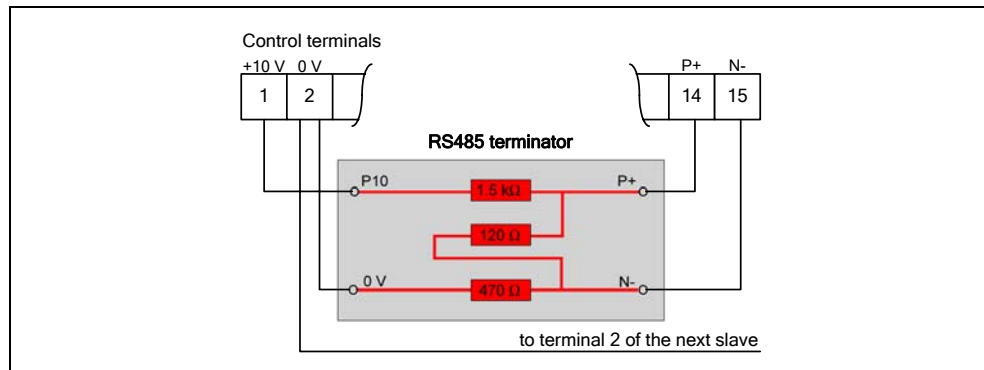 Control terminals
+10 V 0 V
P+ N-
1 2
14 15
RS485 terminator
P10
1.5 kΩ
P+
120 Ω
0 V
470 Ω
N-
to terminal 2 of the next slave